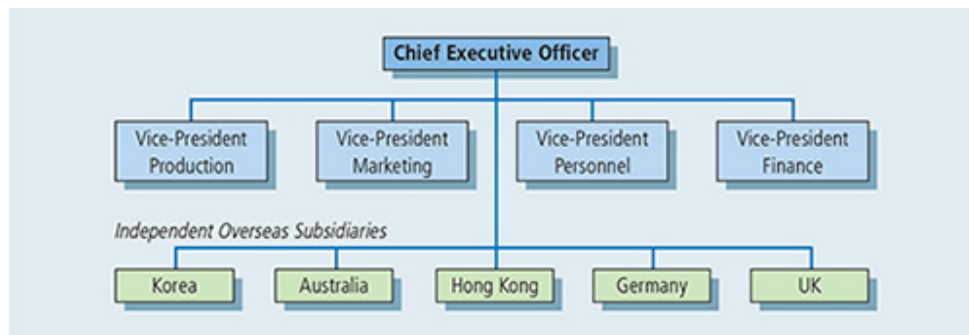 Chief Executive Officer
Vice-President
Production
Vice-President
Marketing
Vice-President
Personnel
Vice-President
Finance
Independent Overseas Subsidiaries
Korea
Australia
Hong Kong
Germany
UK